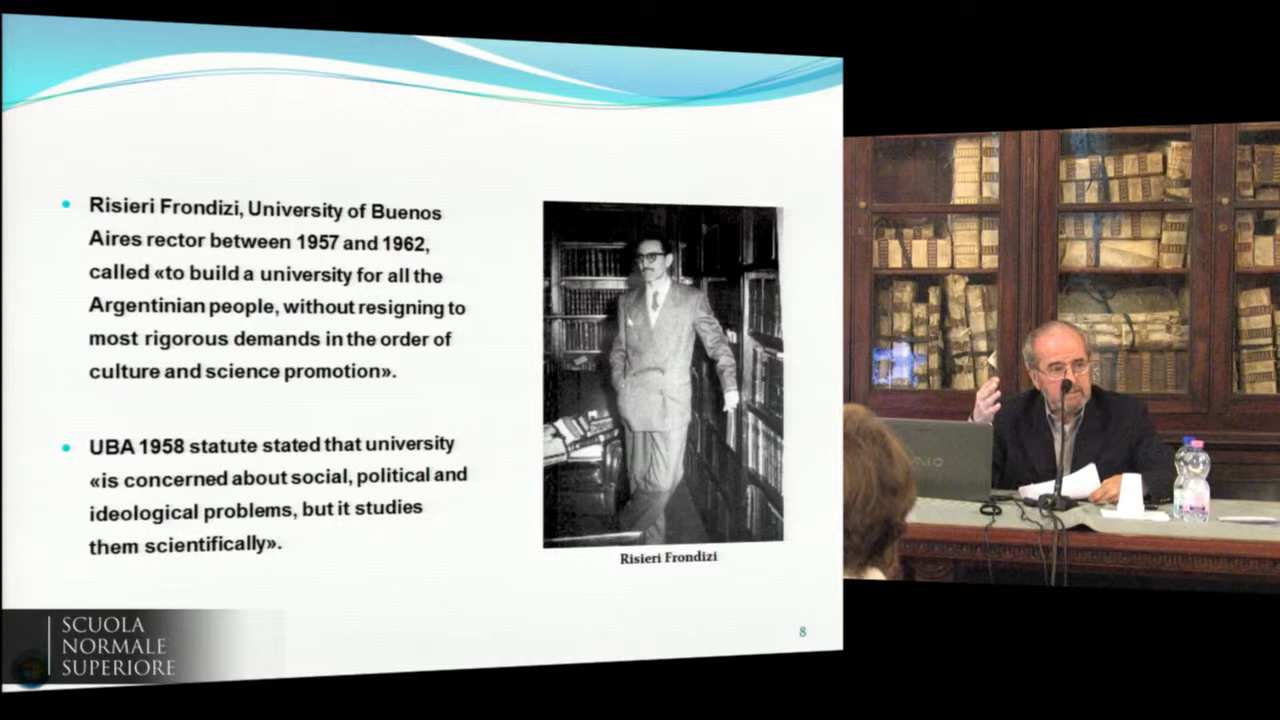 Risieri Frondizi, University of Buenos
Aires rector between 1957 and 1962,
called «to build a university for all the
Argentinian people, without resigning to
most rigorous demands in the order of
culture and science promotion».
UBA 1958 statute stated that university
«is concerned about social, political and
ideological problems, but it studies
them scientifically».
Risieri Frondizi
8
SCUOLA
NORMALE
SUPERIORE
VAIO